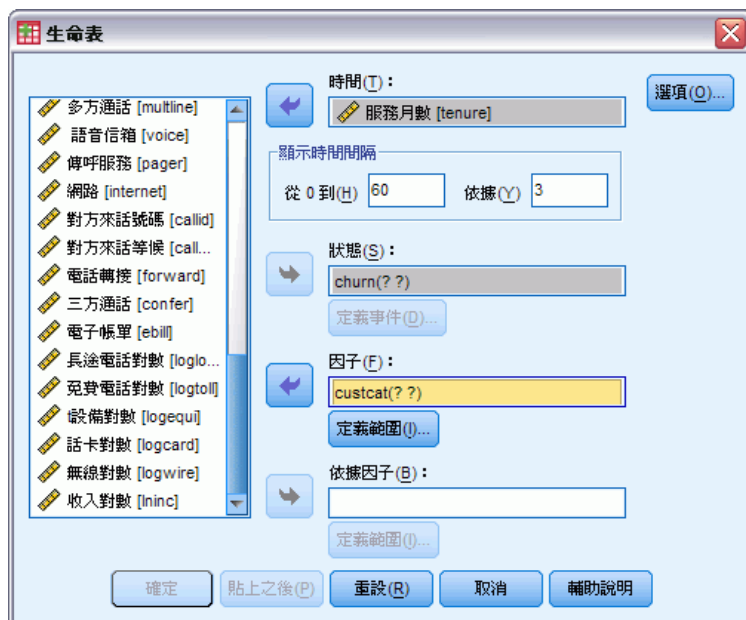 生命表
多方通話 [multline]
語音信箱 [voice]
傳呼服務 [pager]
網路 [internet]
對方來話號碼 [callid]
對方來話等候 [call...
電話轉接 [forward]
三方通話 [confer]
電子帳單 [ebill]
長途電話對數 [loglo...
免費電話對數 [logtoll]
設備對數 [logequi]
話卡對數 [logcard]
無線對數 [logwire]
收入對數 [lninc]
時間(T):
服務月數 [tenure]
選項(O)...
顯示時間間隔
從 0 到(H) 60 依據(Y) 3
狀態(S):
churn(? ?)
定義事件(D)...
因子(F):
custcat(? ?)
定義範圍(I)...
依據因子(B):
定義範圍(I)...
確定 貼上之後(P) 重設(R) 取消 輔助說明